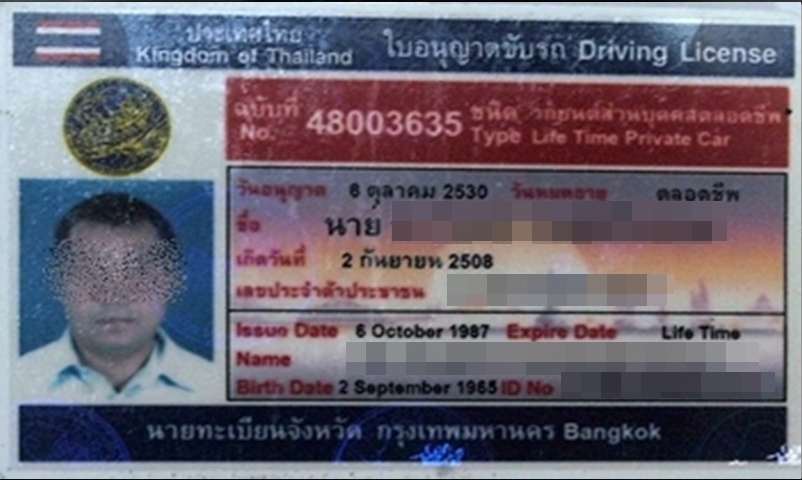 ประเทศไทย
Kingdom of Thailand
ใบอนุญาตขับรถ Driving License
ฉบับที่
No. 48003635
ชนิด รถยนต์ส่วนบุคคลตลอดชีพ
Type Life Time Private Car
วันอนุญาต 6 ตุลาคม 2530 วันหมดอายุ ตลอดชีพ
ชื่อ นาย
เกิดวันที่ 2 กันยายน 2508
เลขประจำตัวประชาชน
Issue Date 6 October 1987 Expire Date Life Time
Name
Birth Date 2 September 1965 ID No
นายทะเบียนจังหวัด กรุงเทพมหานคร Bangkok